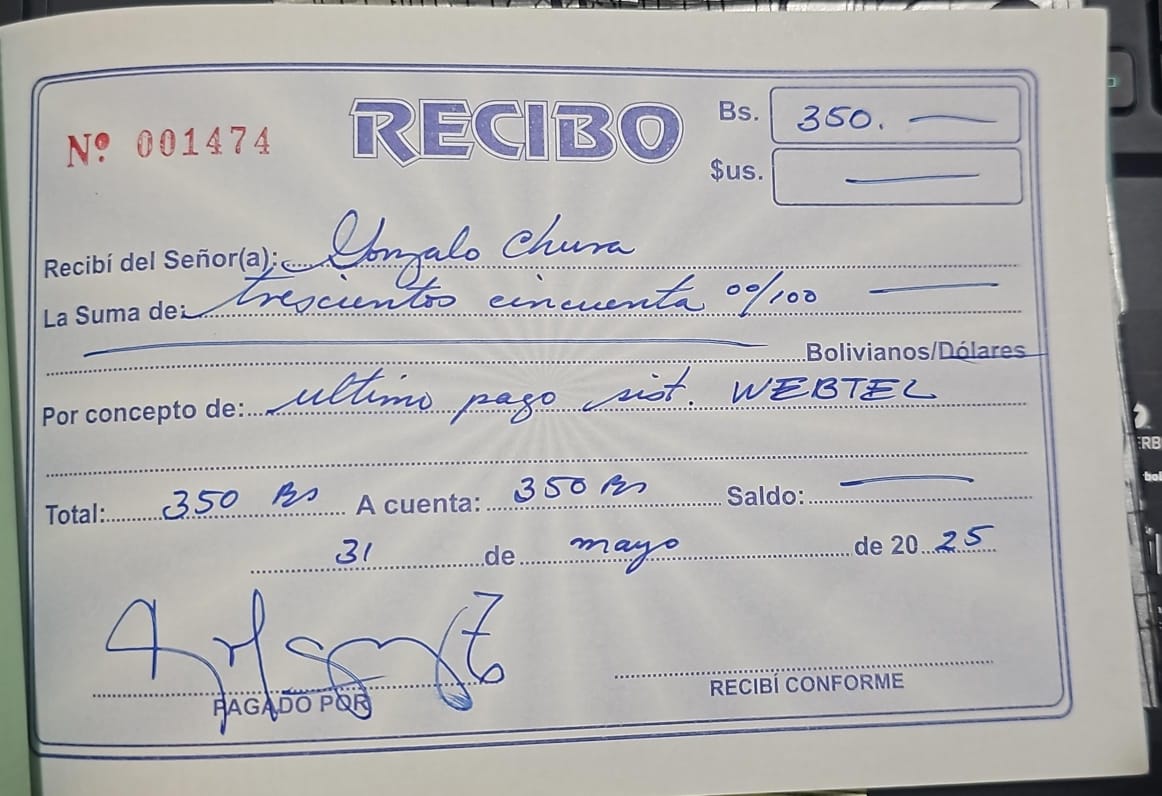 Nº 001474
RECIBO
Bs. 350.
$us.
Recibí del Señor(a): Gonzalo Chura
La Suma de: trescientos cincuenta 00/100
Bolivianos/Dólares
Por concepto de: ultimo pago sist. WEBTEL
Total: 350 Bs A cuenta: 350 Bs Saldo:
31 de mayo de 20 25
PAGADO POR
RECIBÍ CONFORME